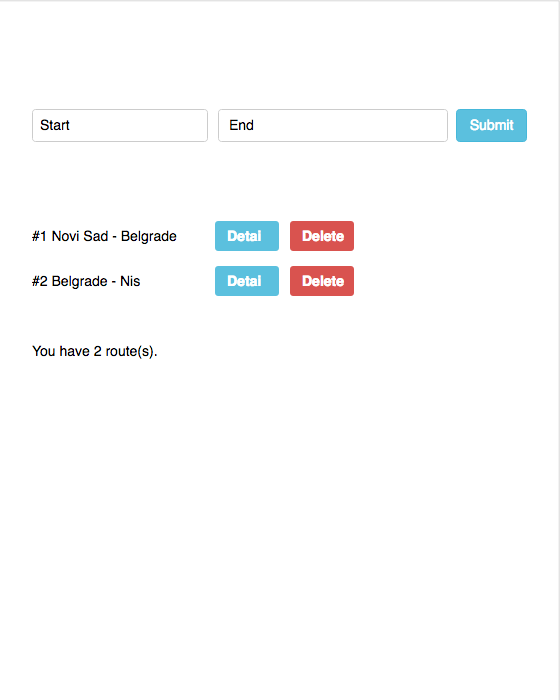 Start End Submit
#1 Novi Sad - Belgrade Detal Delete
#2 Belgrade - Nis Detal Delete
You have 2 route(s).